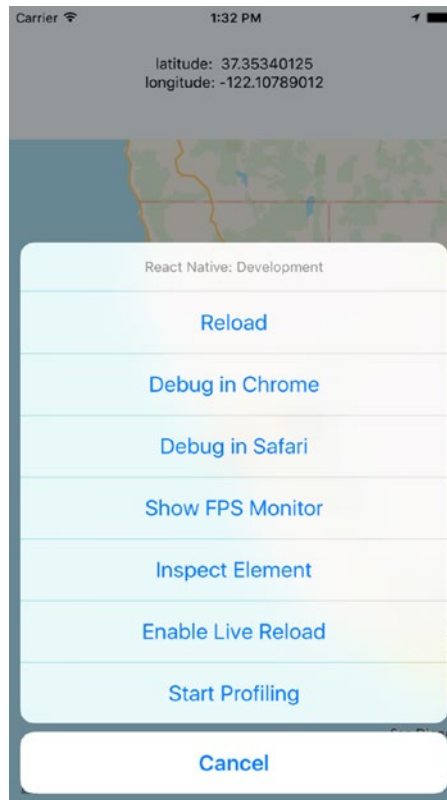 Carrier 1:32 PM
latitude: 37.35340125
longitude: -122.10789012
React Native: Development
Reload
Debug in Chrome
Debug in Safari
Show FPS Monitor
Inspect Element
Enable Live Reload
Start Profiling
Cancel